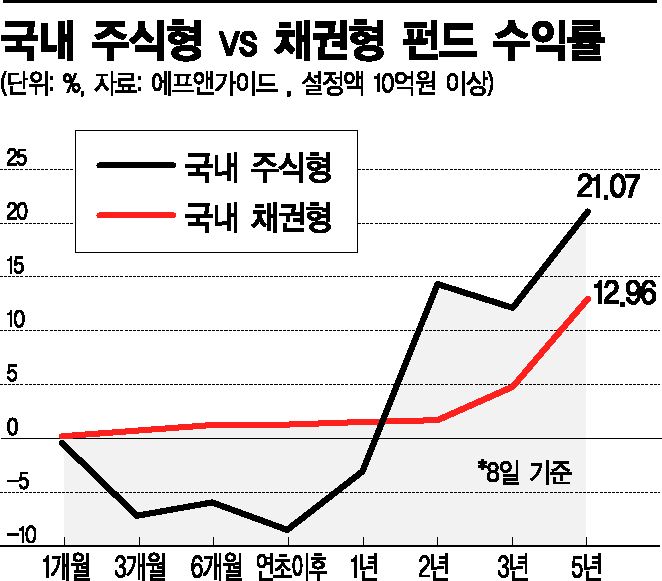 국내 주식형 vs 채권형 펀드 수익률
(단위: %, 자료: 에프앤가이드 , 설정액 10억원 이상)
국내 주식형
국내 채권형
25
20
15
10
5
0
-5
-10
21.07
12.96
*8일 기준
1개월 3개월 6개월 연초이후 1년 2년 3년 5년